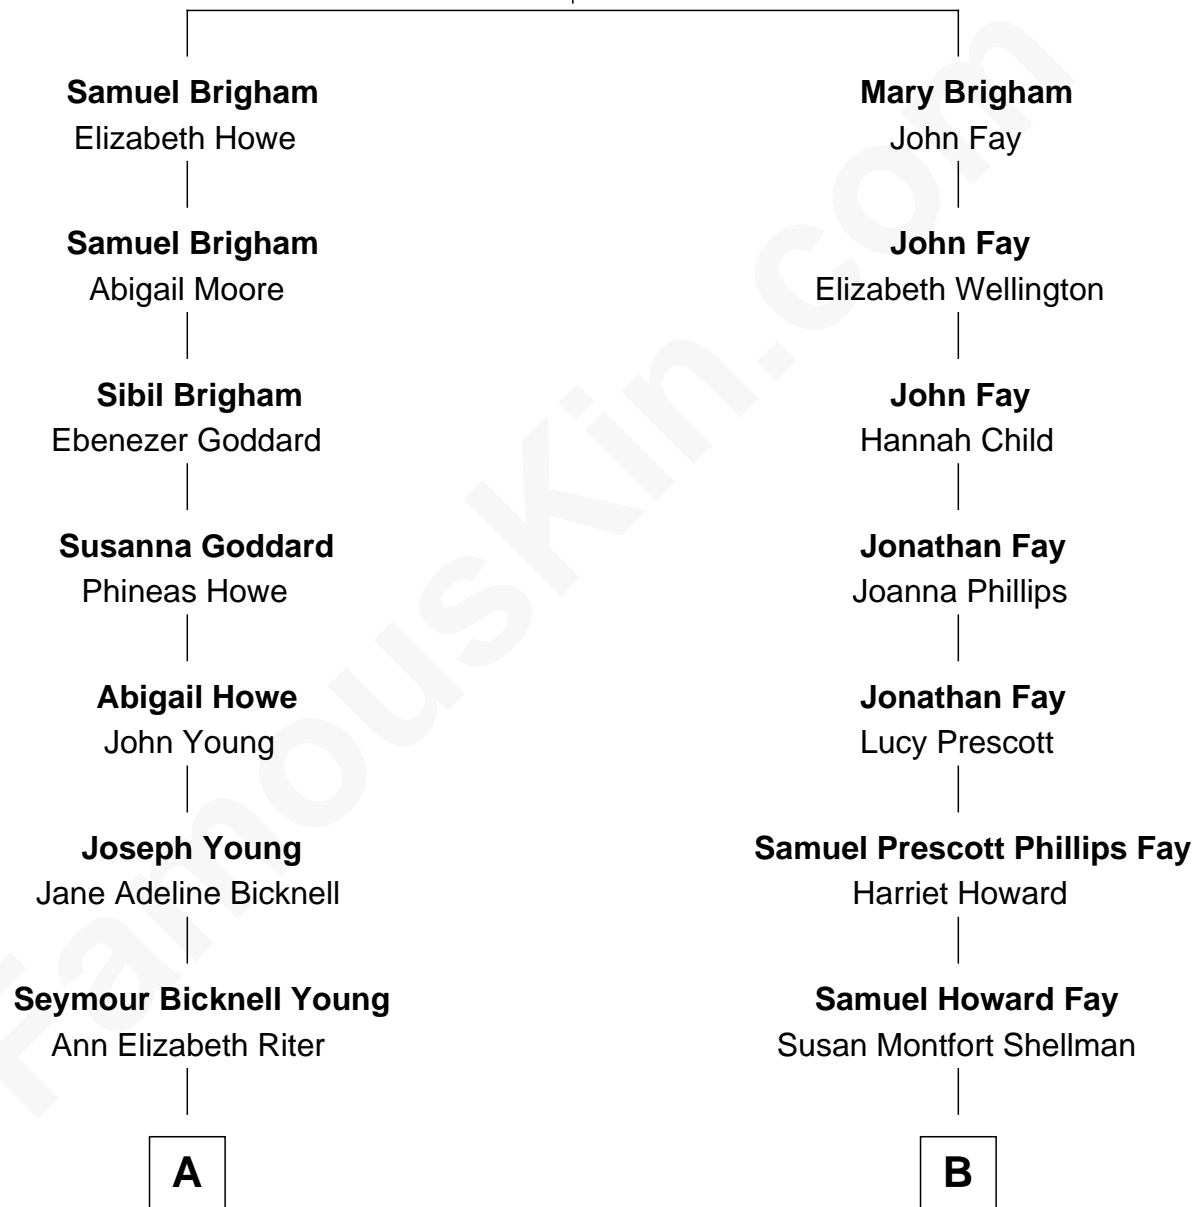 Samuel Brigham
Elizabeth Howe
Samuel Brigham
Abigail Moore
Sibil Brigham
Ebenezer Goddard
Susanna Goddard
Phineas Howe
Abigail Howe
John Young
Joseph Young
Jane Adeline Bicknell
Seymour Bicknell Young
Ann Elizabeth Riter
A
Mary Brigham
John Fay
John Fay
Elizabeth Wellington
John Fay
Hannah Child
Jonathan Fay
Joanna Phillips
Jonathan Fay
Lucy Prescott
Samuel Prescott Phillips Fay
Harriet Howard
Samuel Howard Fay
Susan Montfort Shellman
B
FamousKin.com